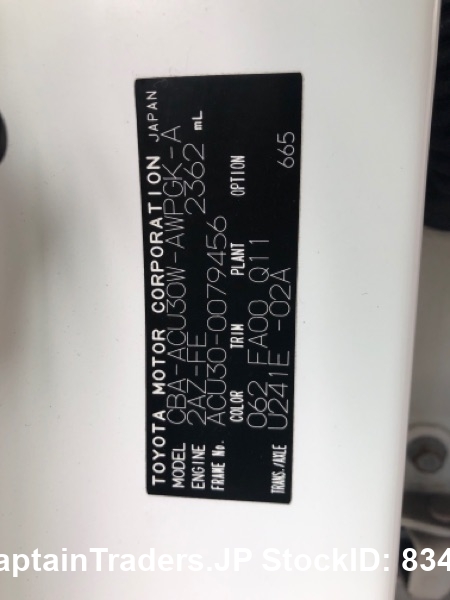 TOYOTA MOTOR CORPORATION JAPAN
MODEL CBA-ACU30W-AWPGK-A
ENGINE 2AZ-FE 2362 mL
FRAME No. ACU30-0079456
COLOR TRIM PLANT OPTION
062 FA00 Q11
TRANS./AXLE U241E -02A 665
aptainTraders.JP StockID: 834